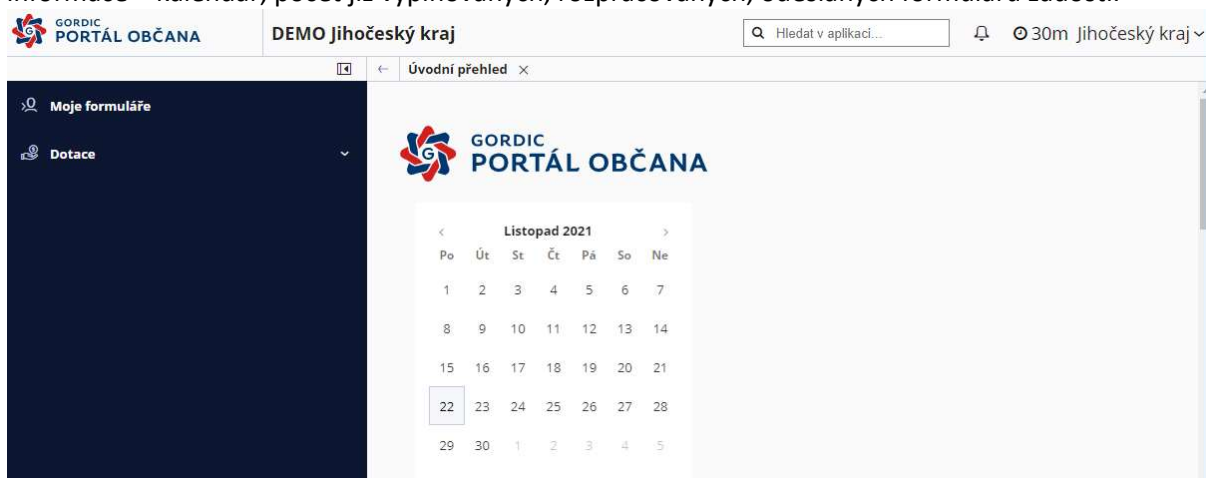 GORDIC
PORTÁL OBČANA
DEMO Jihočeský kraj
Hledat v aplikaci...
30m Jihočeský kraj
Úvodní přehled
Moje formuláře
Dotace
GORDIC
PORTÁL OBČANA
Listopad 2021
Po Út St Čt Pá So Ne
1 2 3 4 5 6 7
8 9 10 11 12 13 14
15 16 17 18 19 20 21
22 23 24 25 26 27 28
29 30 1 2 3 4 5